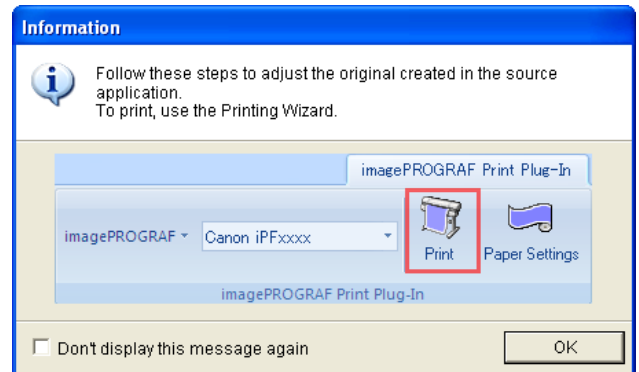 Information
Follow these steps to adjust the original created in the source
application.
To print, use the Printing Wizard.
imagePROGRAF Print Plug-In
imagePROGRAF
Canon iPFxxxx
Print
Paper Settings
imagePROGRAF Print Plug-In
Don't display this message again
OK